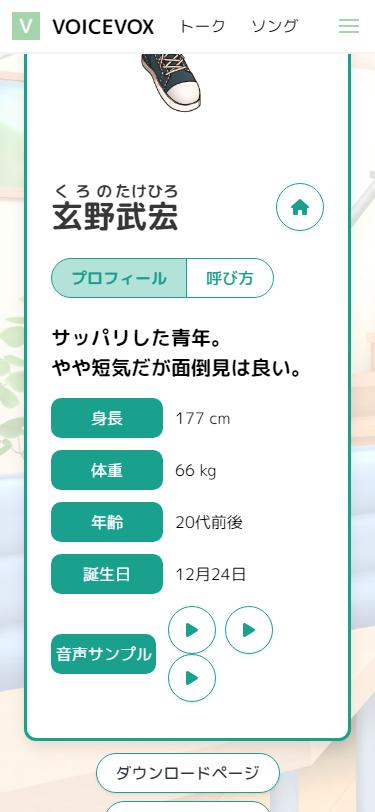 V VOICEVOX トーク ソング
くろのたけひろ
玄野武宏
プロフィール 呼び方
サッパリした青年。
やや短気だが面倒見は良い。
身長 177 cm
体重 66 kg
年齢 20代前後
誕生日 12月24日
音声サンプル
ダウンロードページ